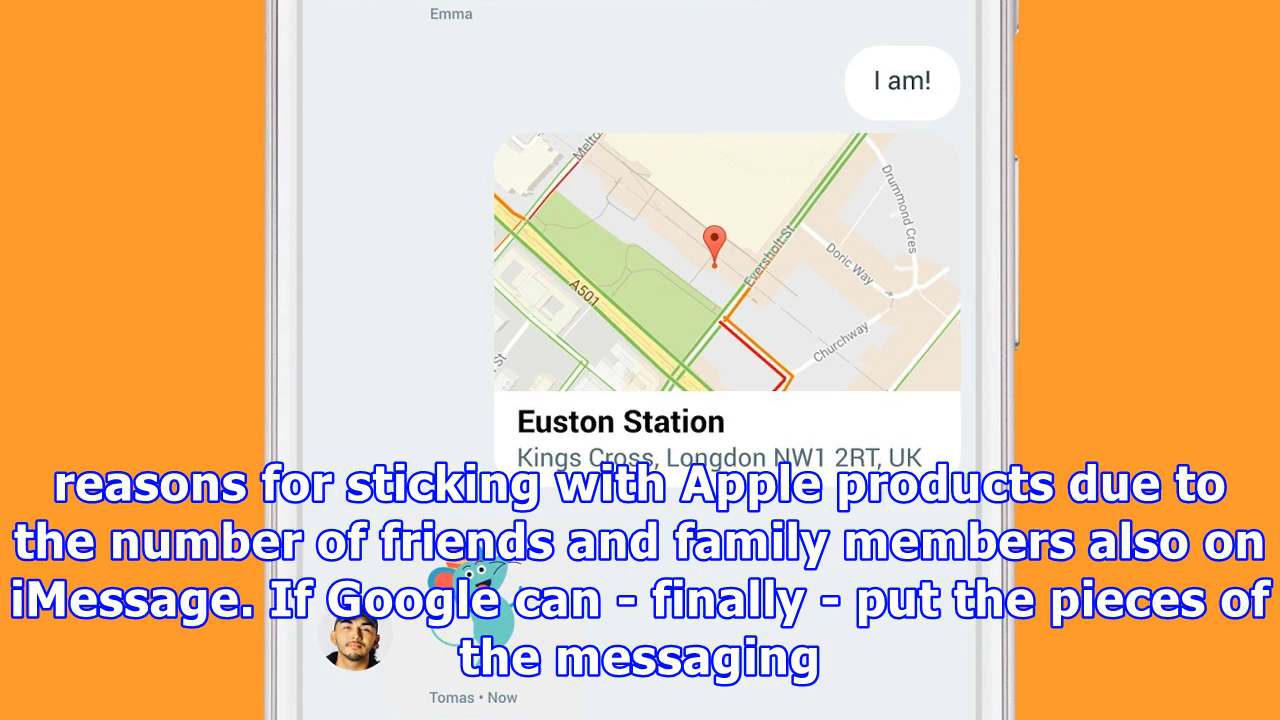 Emma
I am!
Melto
Drummond Cres
Eversholt St
Doric Way
A501
Churchway
St
Euston Station
Kings Cross, Longdon NW1 2RT, UK
reasons for sticking with Apple products due to
the number of friends and family members also on
iMessage. If Google can - finally - put the pieces of
the messaging
Tomas • Now